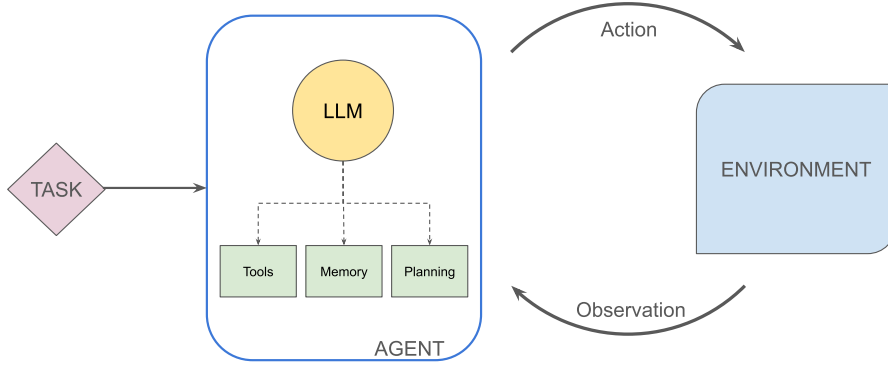 Action
LLM
ENVIRONMENT
TASK
Tools
Memory
Planning
Observation
AGENT